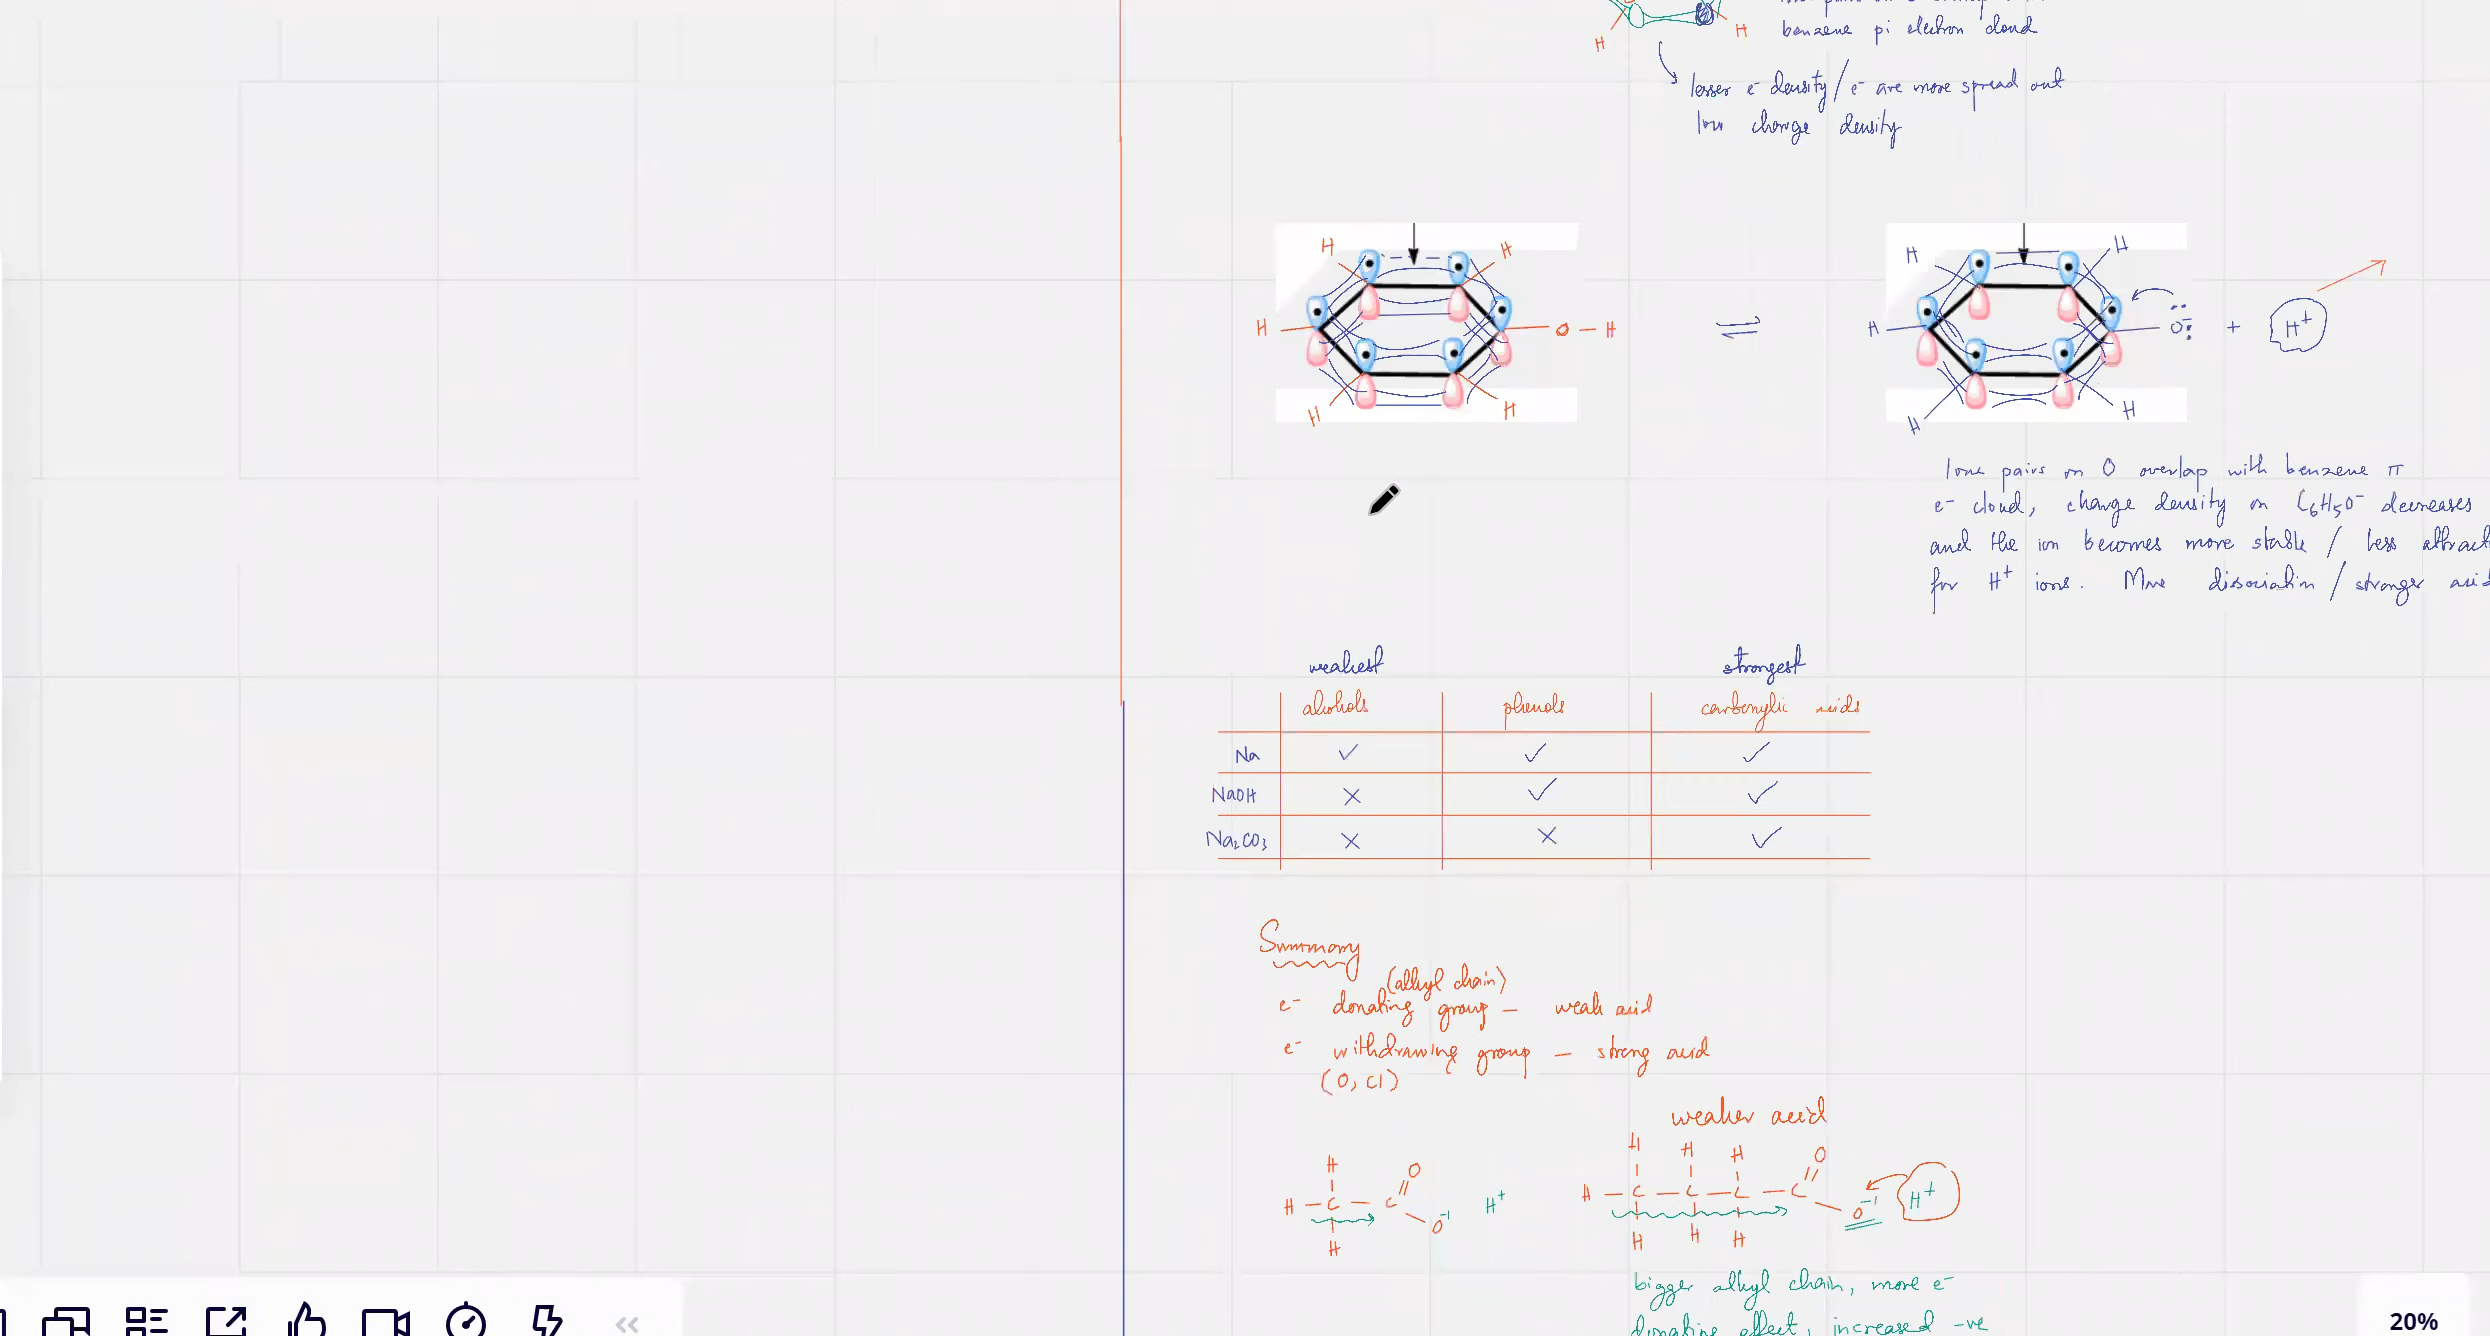 benzene pi electron cloud
lesser e- density / e- are more spread out
low charge density
H
H
H
H
H
O - H
H
H
⇌
H
H
H
H
H
O:-
+
H+
lone pairs on O overlap with benzene π
e- cloud, charge density on C6H5O- decreases
and the ion becomes more stable / less attract
for H+ ions. More dissociation / stronger acid
weakest
strongest
alcohols
phenols
carboxylic acids
Na ✓ ✓ ✓
NaOH ✗ ✓ ✓
Na2CO3 ✗ ✗ ✓
Summary
(alkyl chain)
e- donating group - weak acid
e- withdrawing group - strong acid
(O, Cl)
weaker acid
H
O
H - C - C
O-1
H
H+
H H H
O
H - C - C - C - C
O-1
H+
H H H
bigger alkyl chain, more e-
donating effect, increased -ve
20%